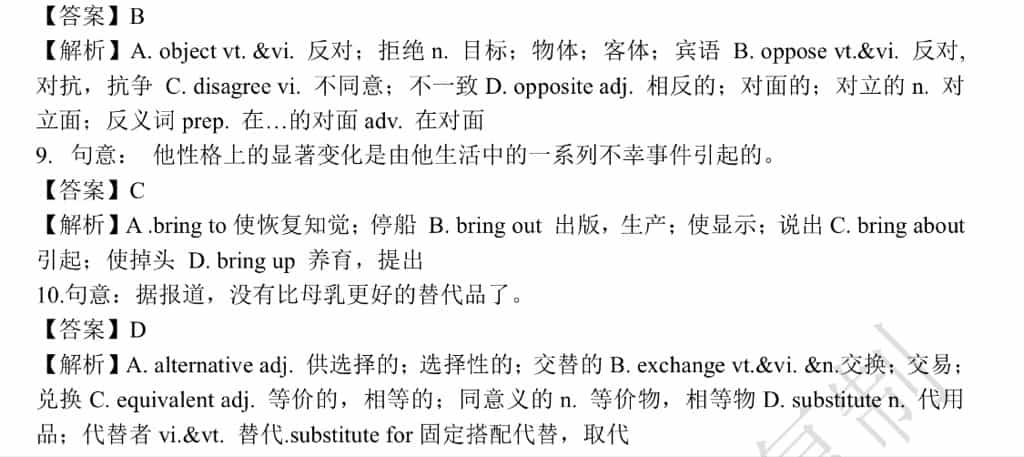 【答案】B
【解析】A. object vt. &vi. 反对；拒绝 n. 目标；物体；客体；宾语 B. oppose vt.&vi. 反对,
对抗，抗争 C. disagree vi. 不同意；不一致 D. opposite adj. 相反的；对面的；对立的 n. 对
立面；反义词 prep. 在…的对面 adv. 在对面
9. 句意： 他性格上的显著变化是由他生活中的一系列不幸事件引起的。
【答案】C
【解析】A .bring to 使恢复知觉；停船 B. bring out 出版，生产；使显示；说出 C. bring about
引起；使掉头 D. bring up 养育，提出
10.句意：据报道，没有比母乳更好的替代品了。
【答案】D
【解析】A. alternative adj. 供选择的；选择性的；交替的 B. exchange vt.&vi. &n.交换；交易；
兑换 C. equivalent adj. 等价的，相等的；同意义的 n. 等价物，相等物 D. substitute n. 代用
品；代替者 vi.&vt. 替代.substitute for 固定搭配代替，取代
复制